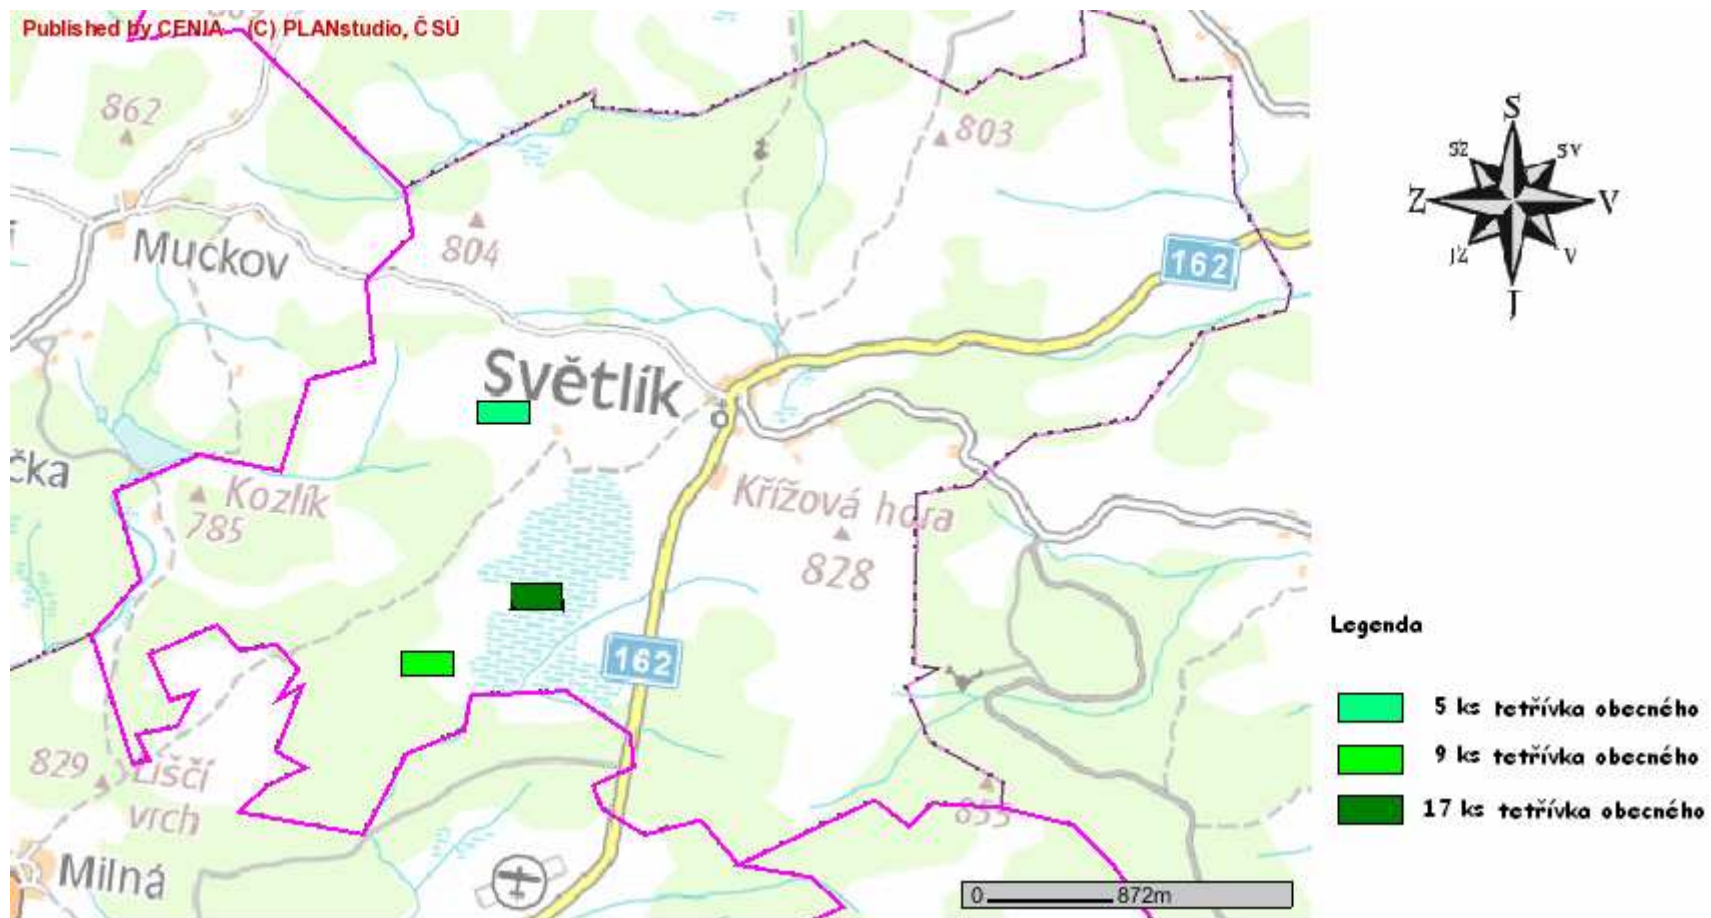 Published by CENIA (C) PLANstudio, ČSÚ
862
803
804
Mučkov
162
Světlík
čka
Kozlík
785
Křížová hora
828
162
829
Liščí
vrch
855
Milná
0 872m
S
SZ
SV
Z
V
JZ
V
J
Legenda
5 ks tetřívka obecného
9 ks tetřívka obecného
17 ks tetřívka obecného